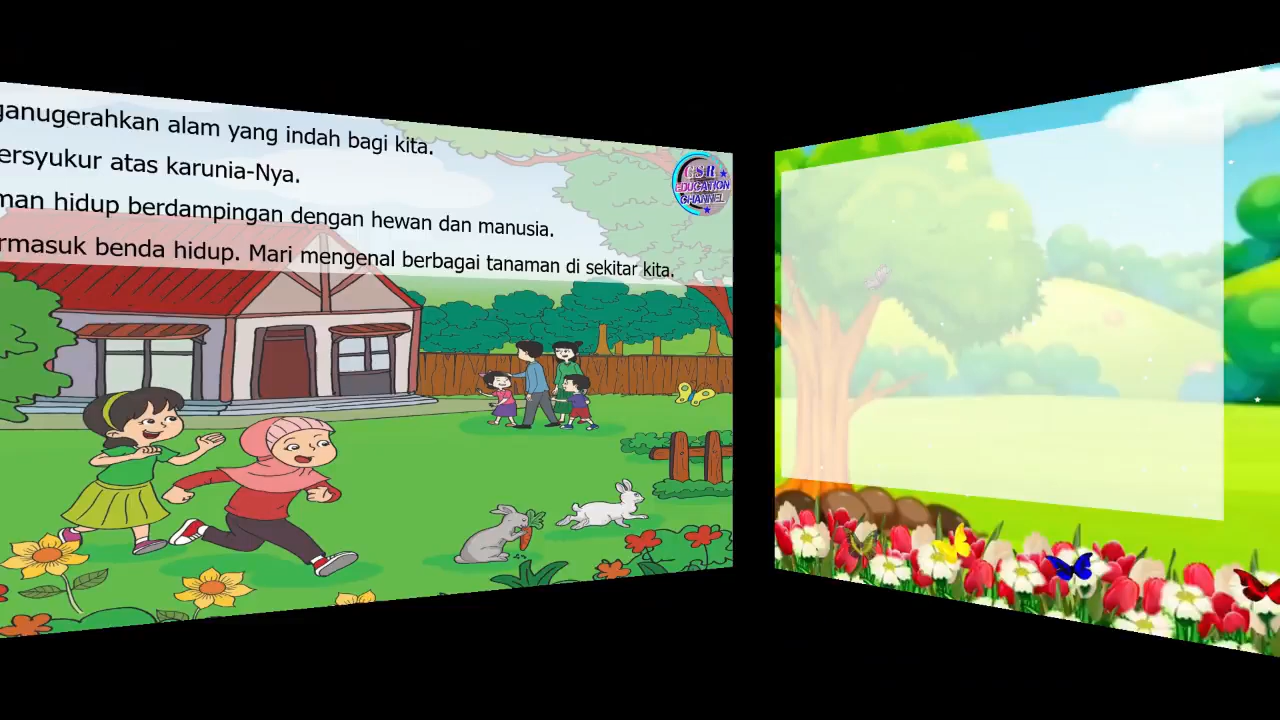 ganugerahkan alam yang indah bagi kita.
ersyukur atas karunia-Nya.
man hidup berdampingan dengan hewan dan manusia.
rmasuk benda hidup. Mari mengenal berbagai tanaman di sekitar kita.
GSR
EDUCATION
CHANNEL